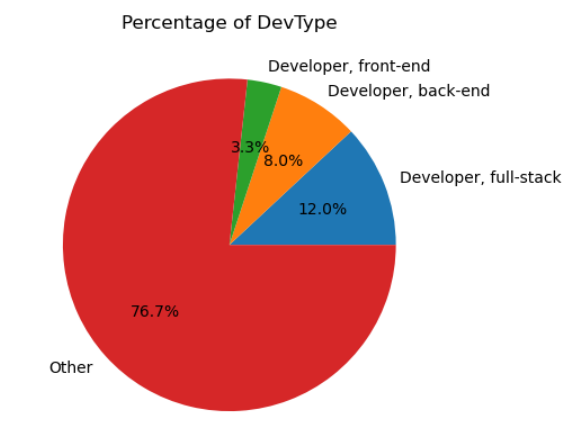 Percentage of DevType
Developer, front-end
Developer, back-end
3.3%
8.0%
Developer, full-stack
12.0%
76.7%
Other